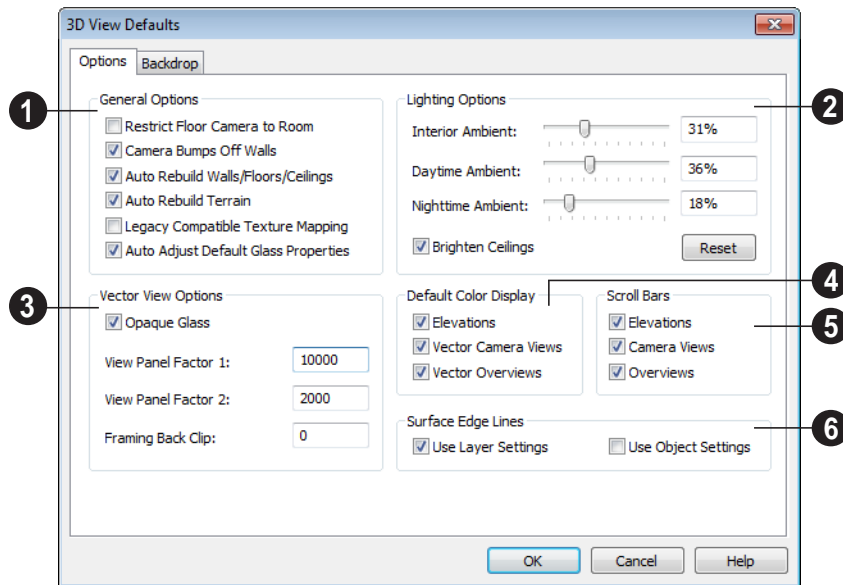 3D View Defaults
Options
Backdrop
1
General Options
Restrict Floor Camera to Room
Camera Bumps Off Walls
Auto Rebuild Walls/Floors/Ceilings
Auto Rebuild Terrain
Legacy Compatible Texture Mapping
Auto Adjust Default Glass Properties
2
Lighting Options
Interior Ambient: 31%
Daytime Ambient: 36%
Nighttime Ambient: 18%
Brighten Ceilings
Reset
3
Vector View Options
Opaque Glass
View Panel Factor 1: 10000
View Panel Factor 2: 2000
Framing Back Clip: 0
4
Default Color Display
Elevations
Vector Camera Views
Vector Overviews
5
Scroll Bars
Elevations
Camera Views
Overviews
6
Surface Edge Lines
Use Layer Settings
Use Object Settings
OK
Cancel
Help